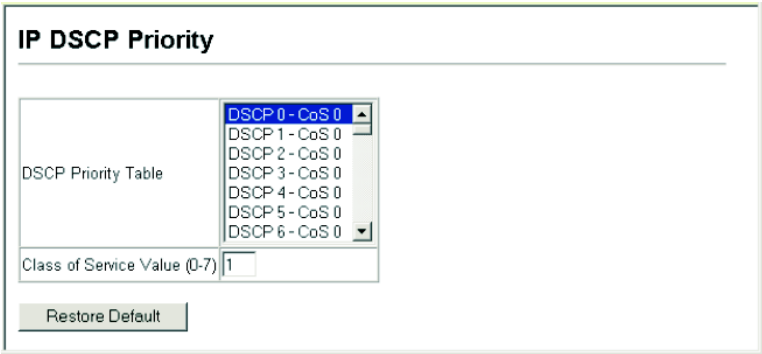 IP DSCP Priority
DSCP Priority Table
DSCP 0 - CoS 0
DSCP 1 - CoS 0
DSCP 2 - CoS 0
DSCP 3 - CoS 0
DSCP 4 - CoS 0
DSCP 5 - CoS 0
DSCP 6 - CoS 0
Class of Service Value (0-7) 1
Restore Default